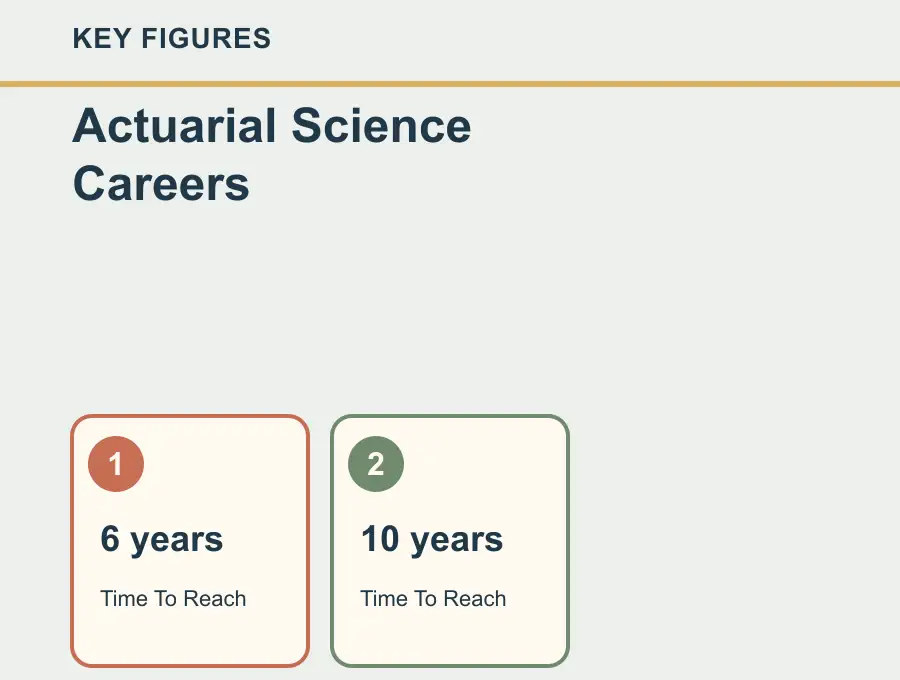 KEY FIGURES
Actuarial Science
Careers
1
6 years
Time To Reach
2
10 years
Time To Reach